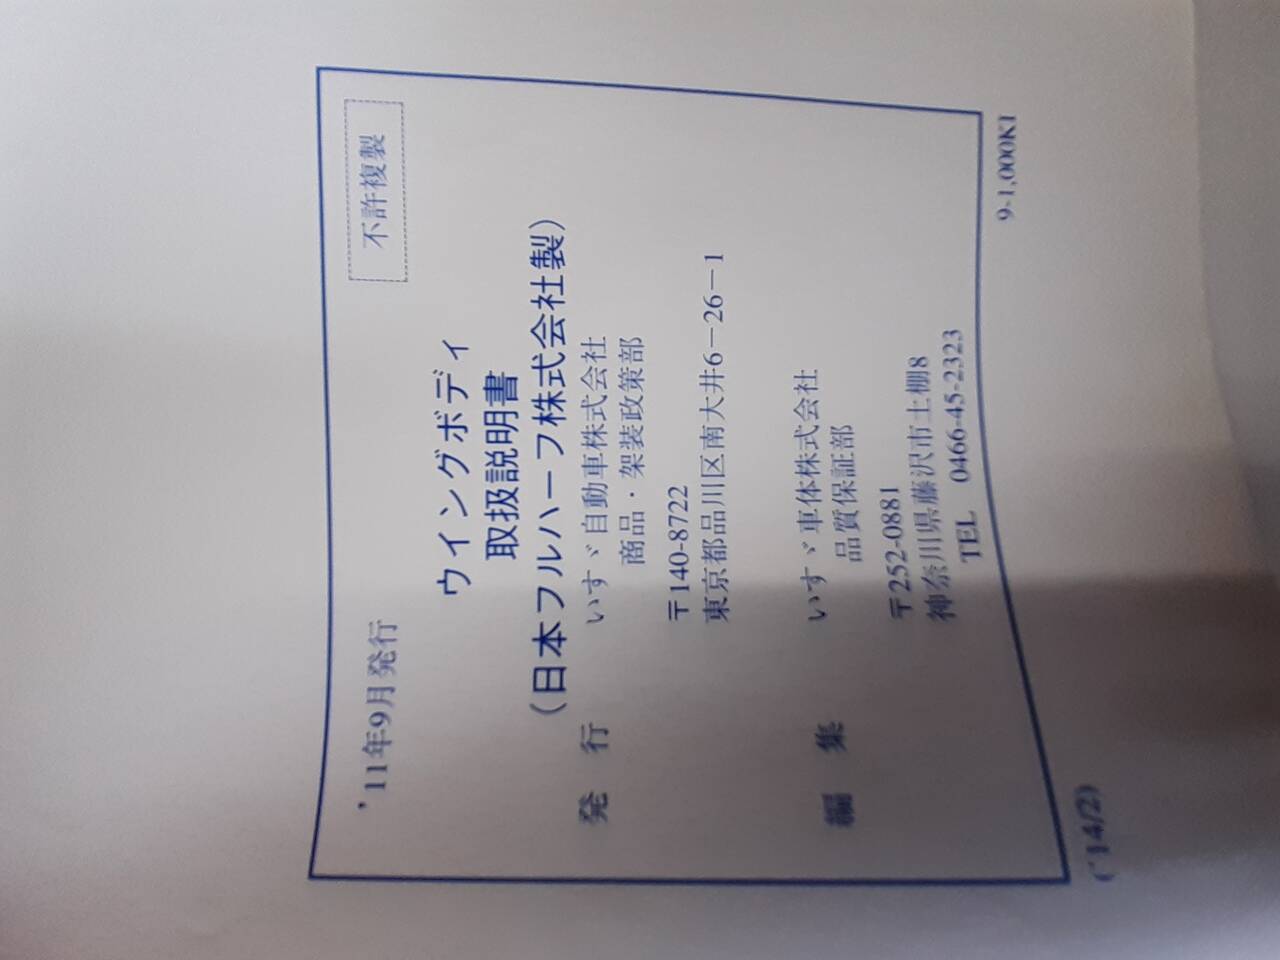 '11年9月発行
不許複製
ウイングボディ
取扱説明書
(日本フルハーフ株式会社製)
発 行 いすゞ自動車株式会社
商品・架装政策部
〒140-8722
東京都品川区南大井6-26-1
編 集 いすゞ車体株式会社
品質保証部
〒252-0881
神奈川県藤沢市土棚8
TEL 0466-45-2323
('14/2)
9-1,000KI